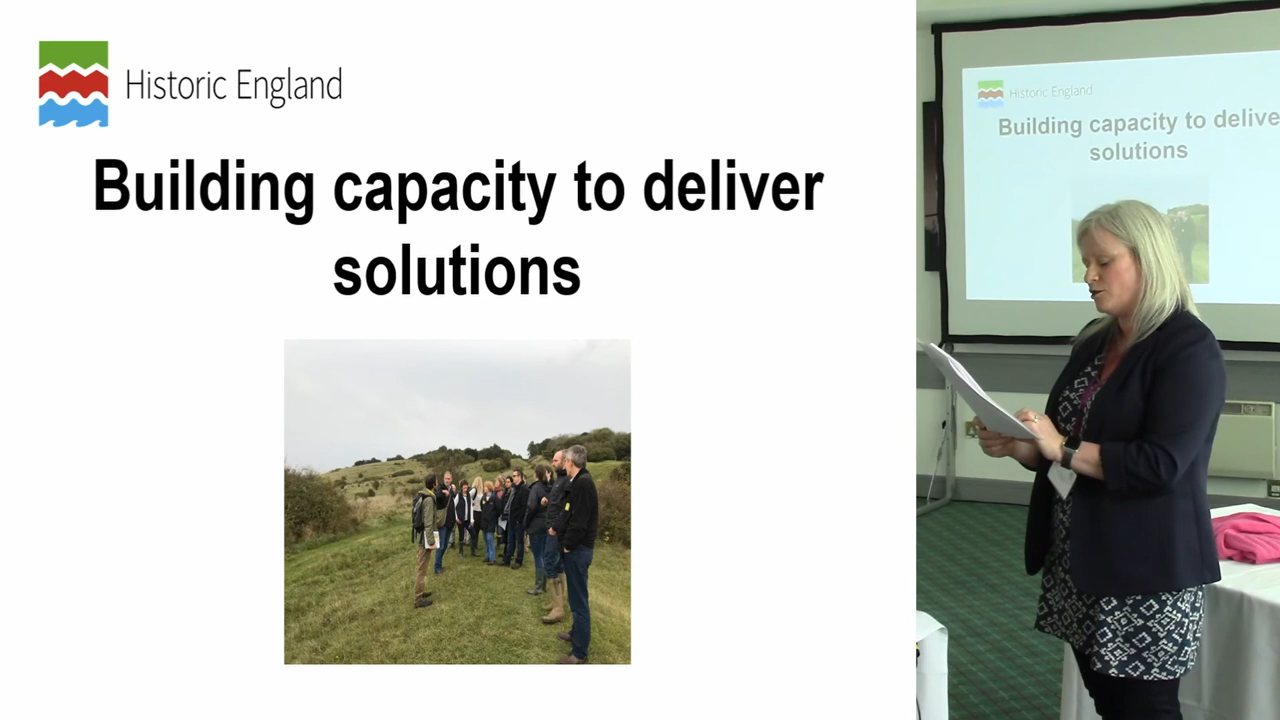 Historic England
Building capacity to deliver
solutions
Historic England
Building capacity to delive
solutions